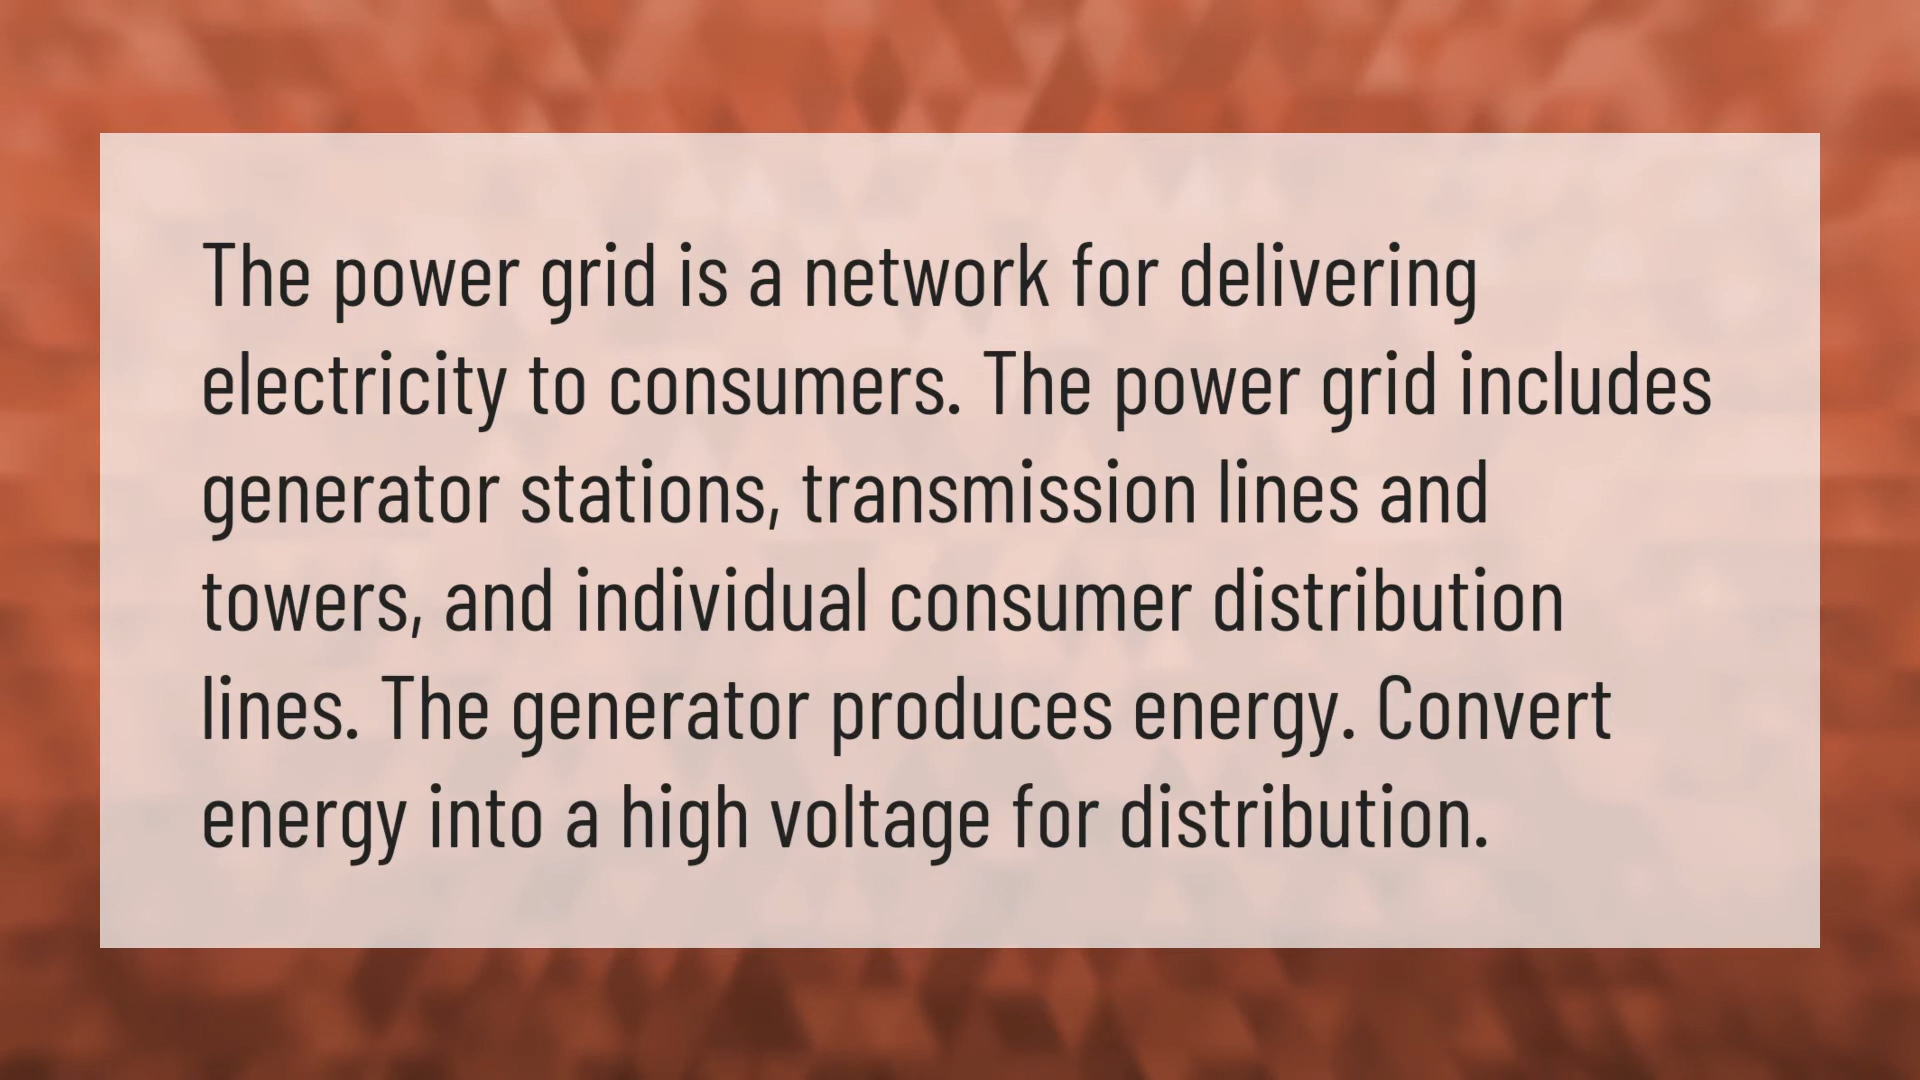 The power grid is a network for delivering
electricity to consumers. The power grid includes
generator stations, transmission lines and
towers, and individual consumer distribution
lines. The generator produces energy. Convert
energy into a high voltage for distribution.